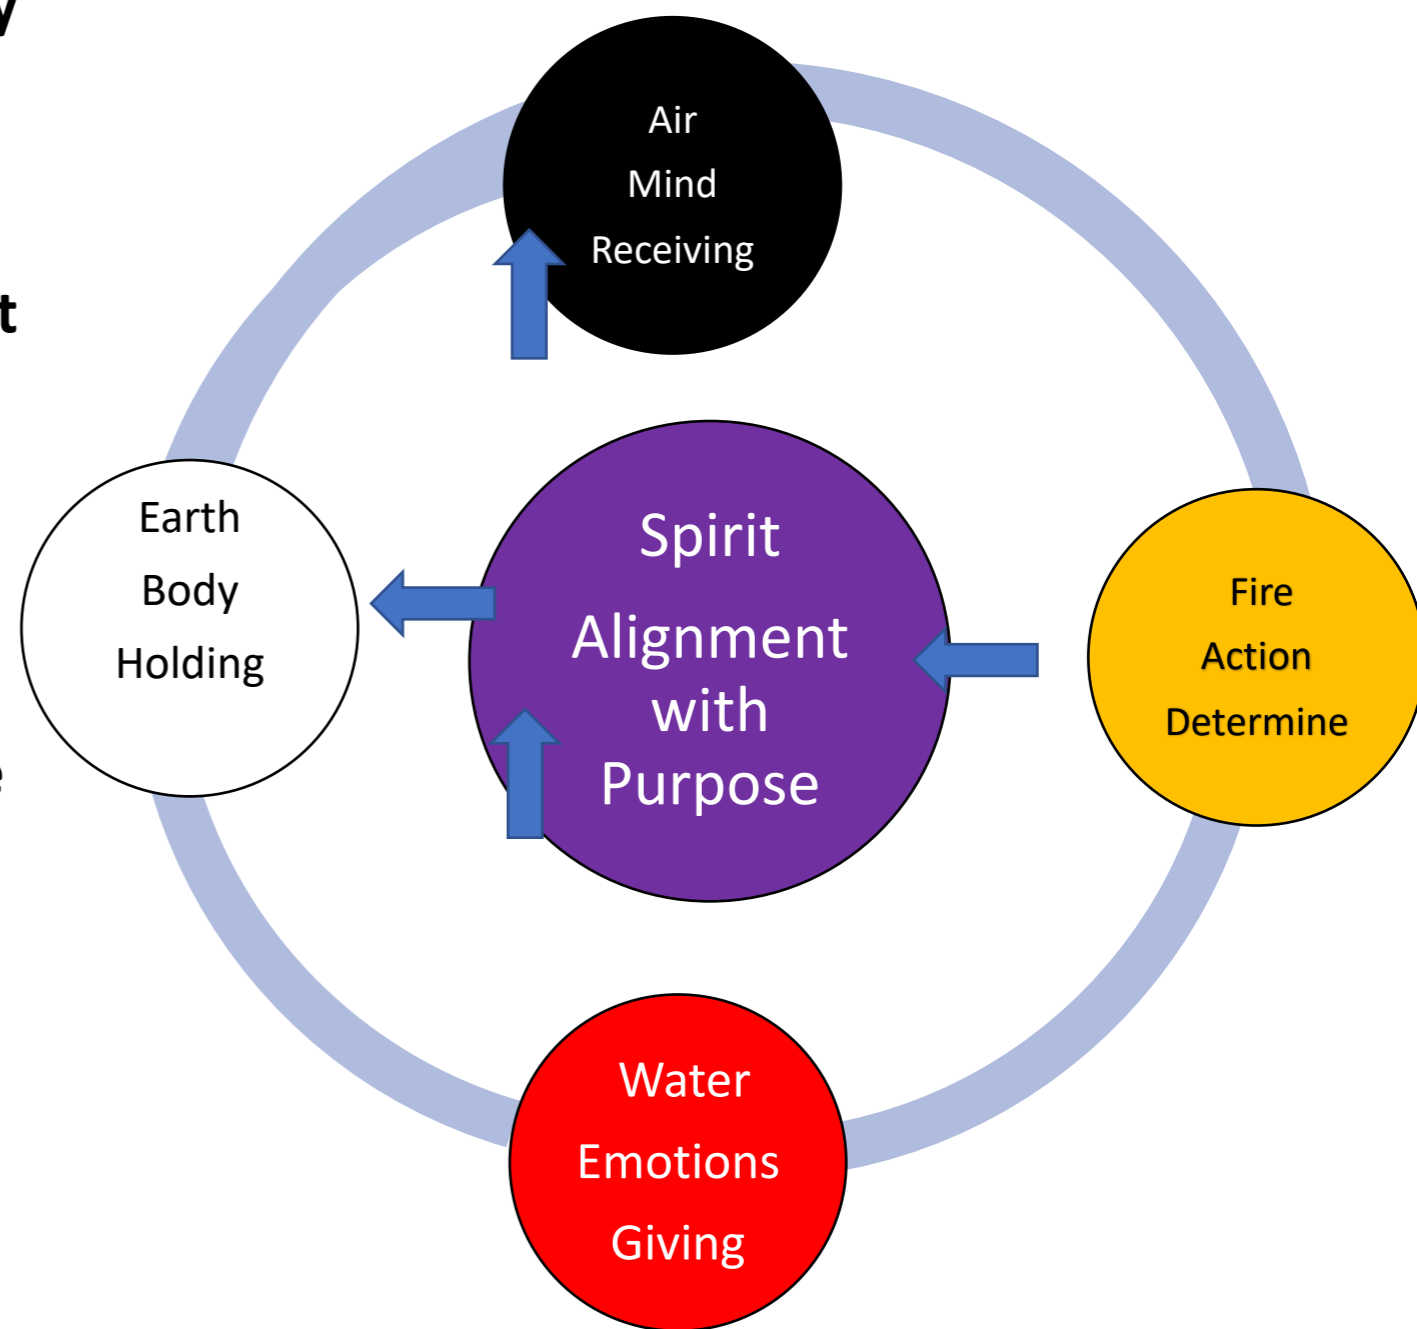 y
t
e
Air
Mind
Receiving
Earth
Body
Holding
Spirit
Alignment
with
Purpose
Fire
Action
Determine
Water
Emotions
Giving